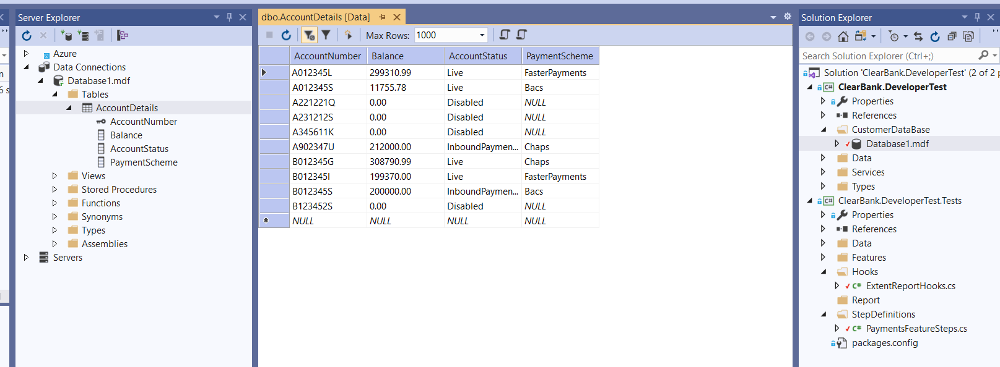 Server Explorer
Azure
Data Connections
Database1.mdf
Tables
AccountDetails
AccountNumber
Balance
AccountStatus
PaymentScheme
Views
Stored Procedures
Functions
Synonyms
Types
Assemblies
Servers
dbo.AccountDetails [Data]
Max Rows: 1000
AccountNumber Balance AccountStatus PaymentScheme
A012345L 299310.99 Live FasterPayments
A012345S 11755.78 Live Bacs
A221221Q 0.00 Disabled NULL
A231212S 0.00 Disabled NULL
A345611K 0.00 Disabled NULL
A902347U 212000.00 InboundPaymen... Chaps
B012345G 308790.99 Live Chaps
B012345I 199370.00 Live FasterPayments
B012345S 200000.00 InboundPaymen... Bacs
B123452S 0.00 Disabled NULL
NULL NULL NULL NULL
Solution Explorer
Search Solution Explorer (Ctrl+;)
Solution 'ClearBank.DeveloperTest' (2 of 2 p
C# ClearBank.DeveloperTest
Properties
References
CustomerDataBase
Database1.mdf
Data
Services
Types
C# ClearBank.DeveloperTest.Tests
Properties
References
Data
Features
Hooks
C# ExtentReportHooks.cs
Report
StepDefinitions
C# PaymentsFeatureSteps.cs
packages.config